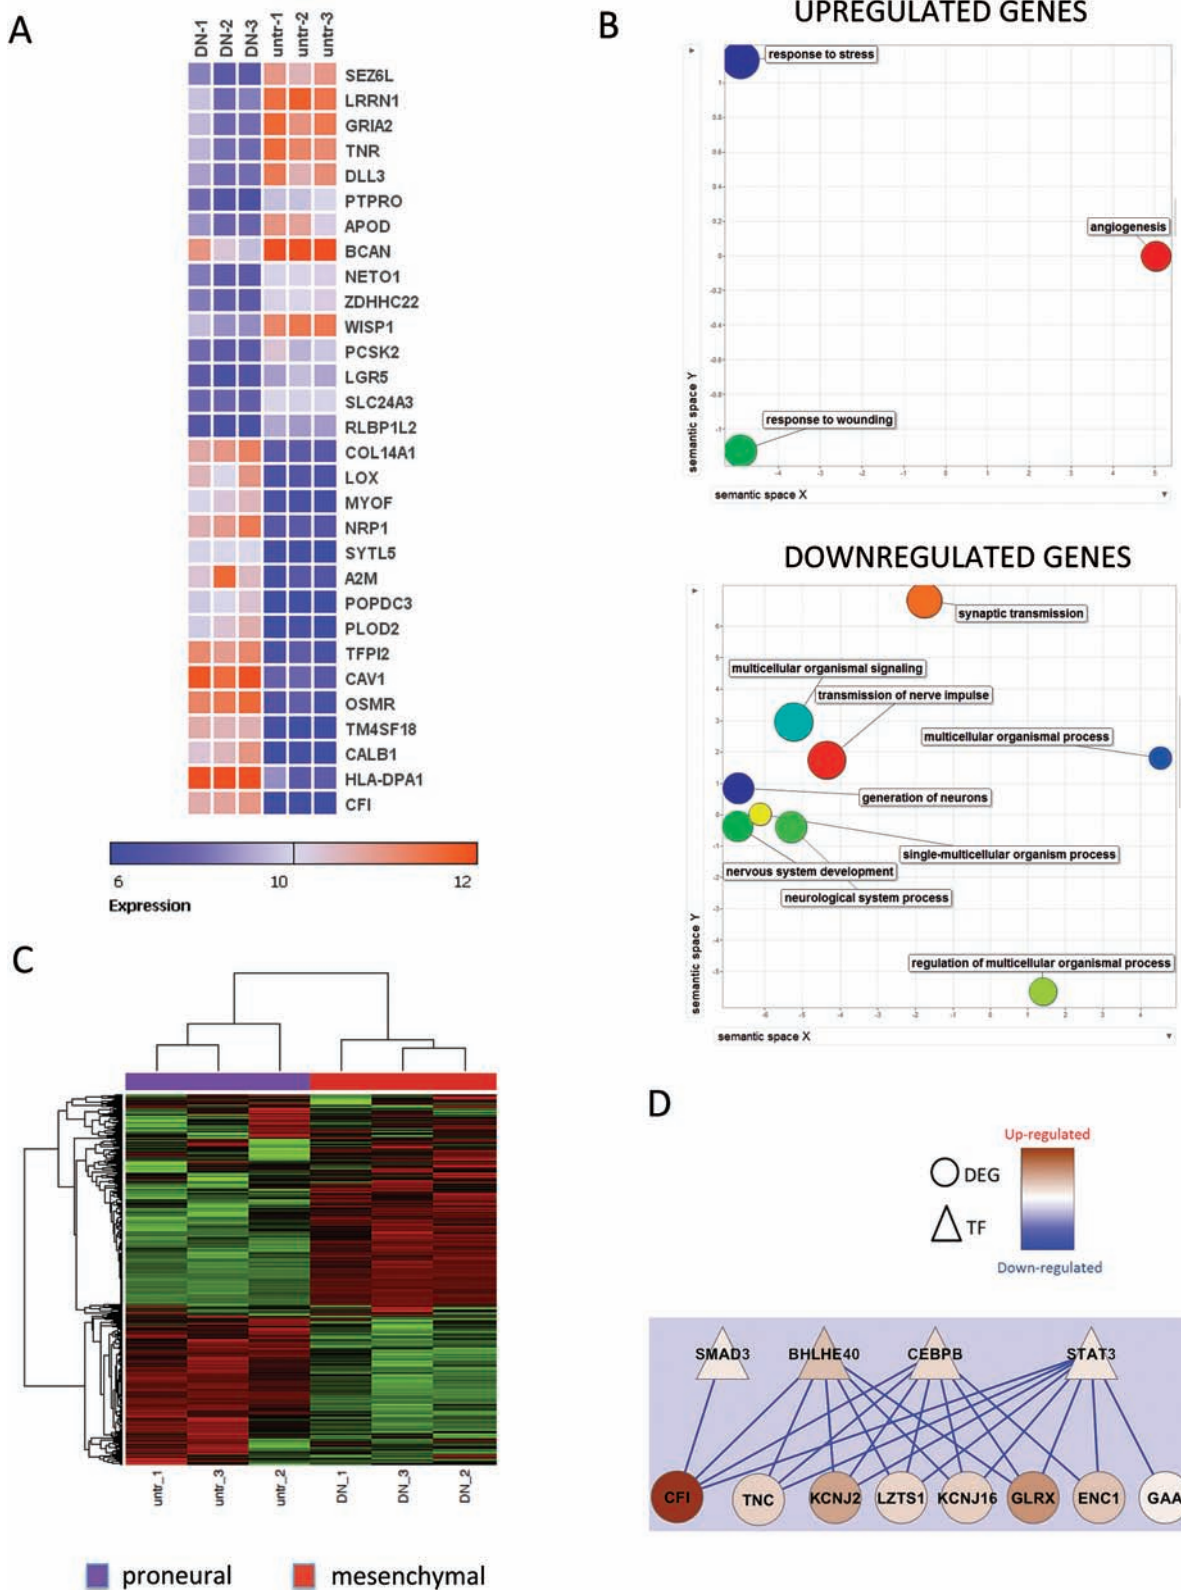 A
DN-1
DN-2
DN-3
untr-1
untr-2
untr-3
SEZ6L
LRRN1
GRIA2
TNR
DLL3
PTPRO
APOD
BCAN
NETO1
ZDHHC22
WISP1
PCSK2
LGR5
SLC24A3
RLBP1L2
COL14A1
LOX
MYOF
NRP1
SYTL5
A2M
POPDC3
PLOD2
TFPI2
CAV1
OSMR
TM4SF18
CALB1
HLA-DPA1
CFI
6 10 12
Expression
B
UPREGULATED GENES
response to stress
angiogenesis
response to wounding
semantic space Y
semantic space X
DOWNREGULATED GENES
synaptic transmission
multicellular organismal signaling
transmission of nerve impulse
multicellular organismal process
generation of neurons
single-multicellular organism process
nervous system development
neurological system process
regulation of multicellular organismal process
semantic space Y
semantic space X
C
untr_1
untr_3
untr_2
DN_1
DN_3
DN_2
proneural
mesenchymal
D
Up-regulated
DEG
TF
Down-regulated
SMAD3 BHLHE40 CEBPB STAT3
CFI TNC KCNJ2 LZTS1 KCNJ16 GLRX ENC1 GAA